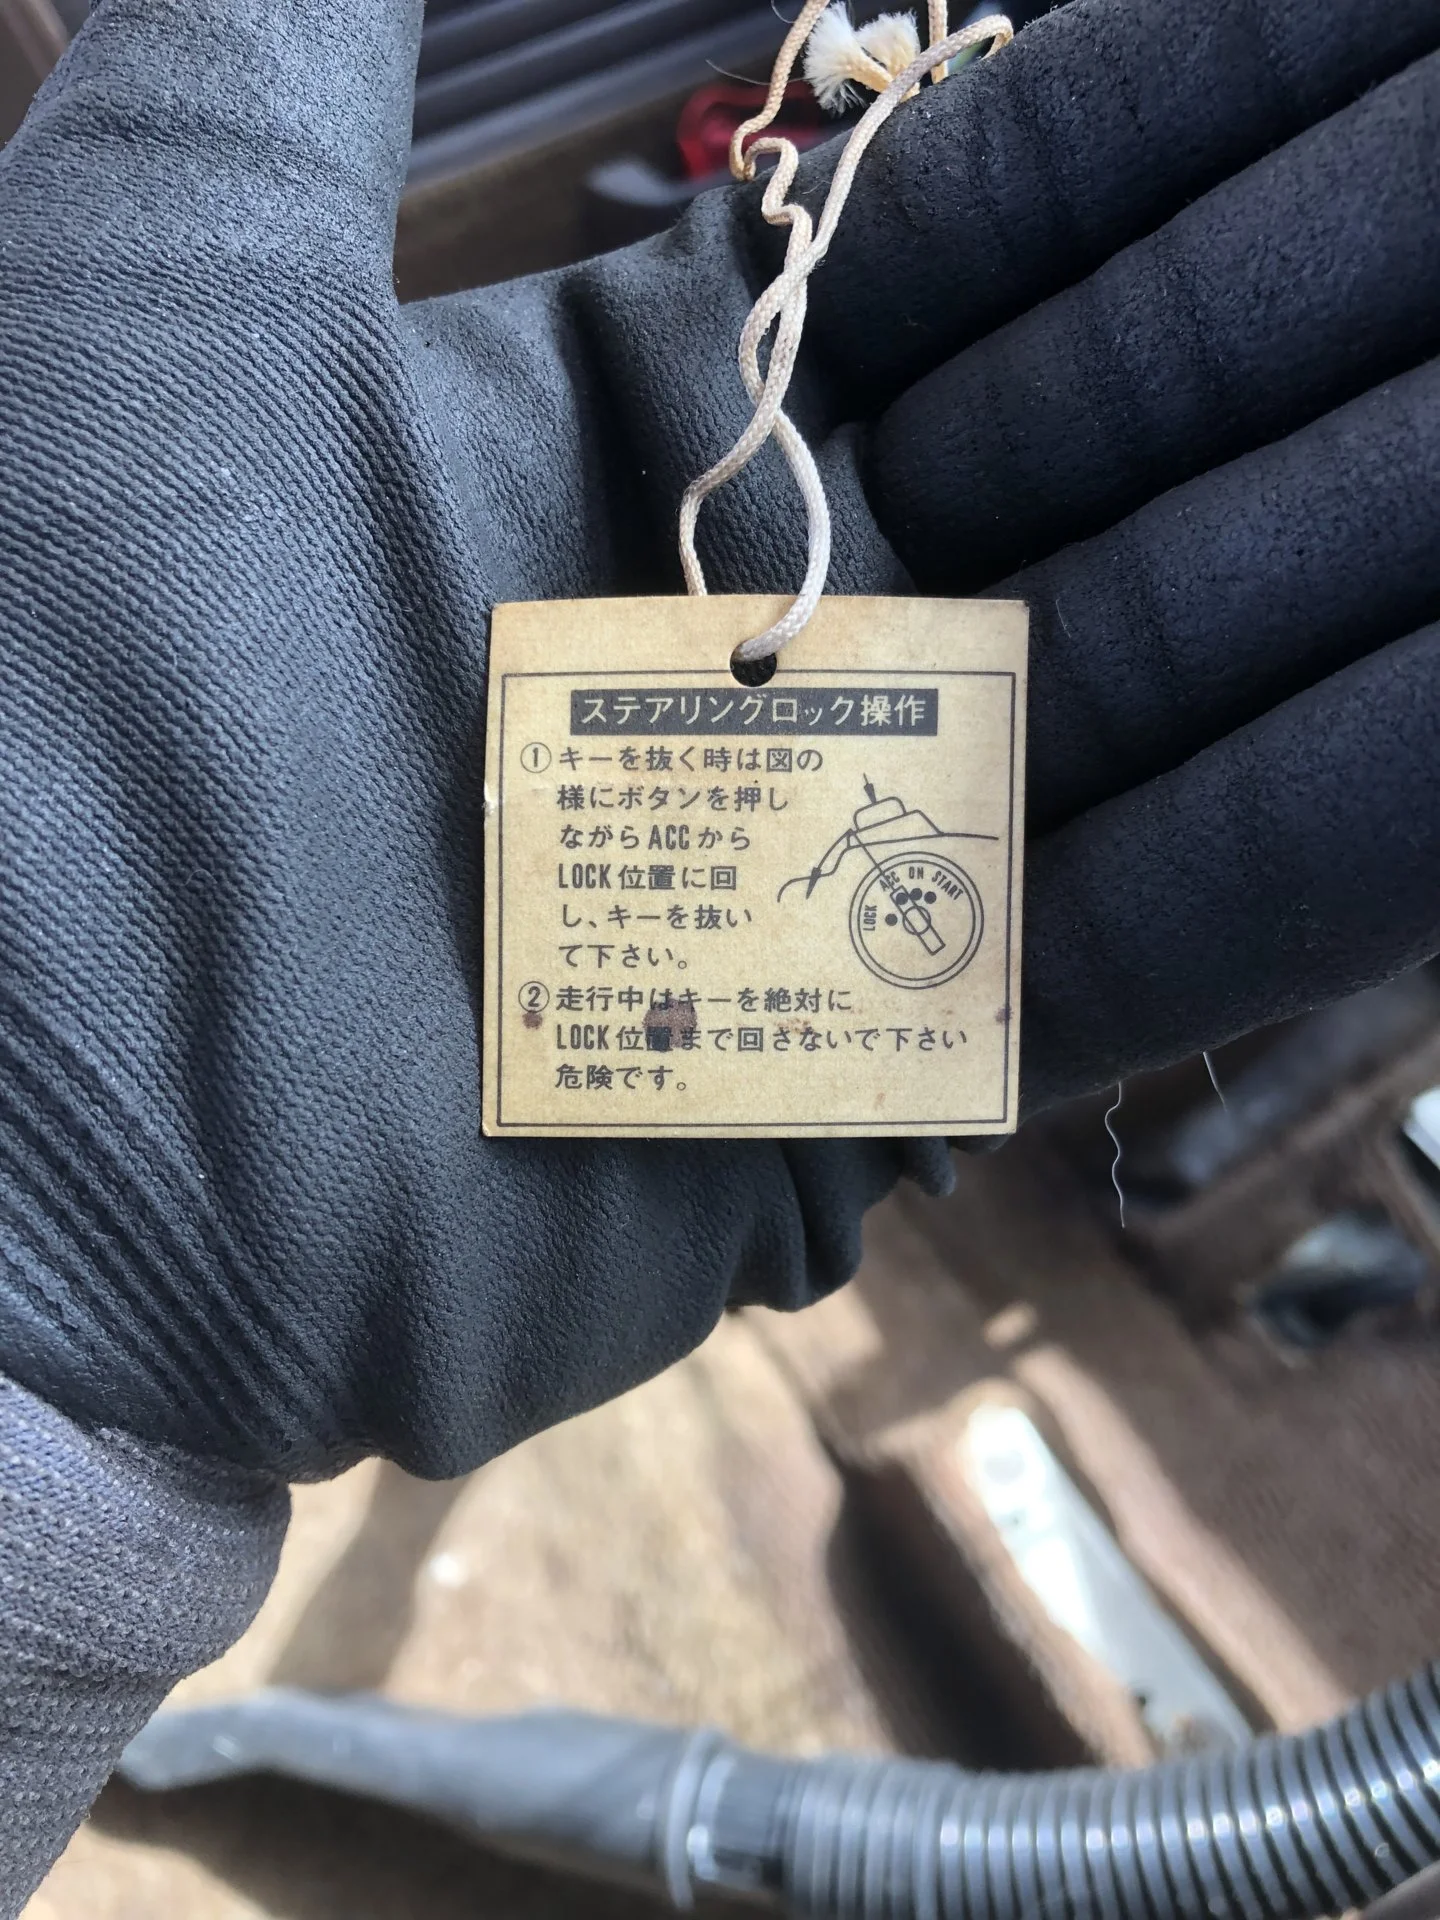 ステアリングロック操作
①キーを抜く時は図の
様にボタンを押し
ながらACCから
LOCK位置に回
し、キーを抜い
て下さい。
LOCK ACC ON START
②走行中はキーを絶対に
LOCK位置まで回さないで下さい
危険です。